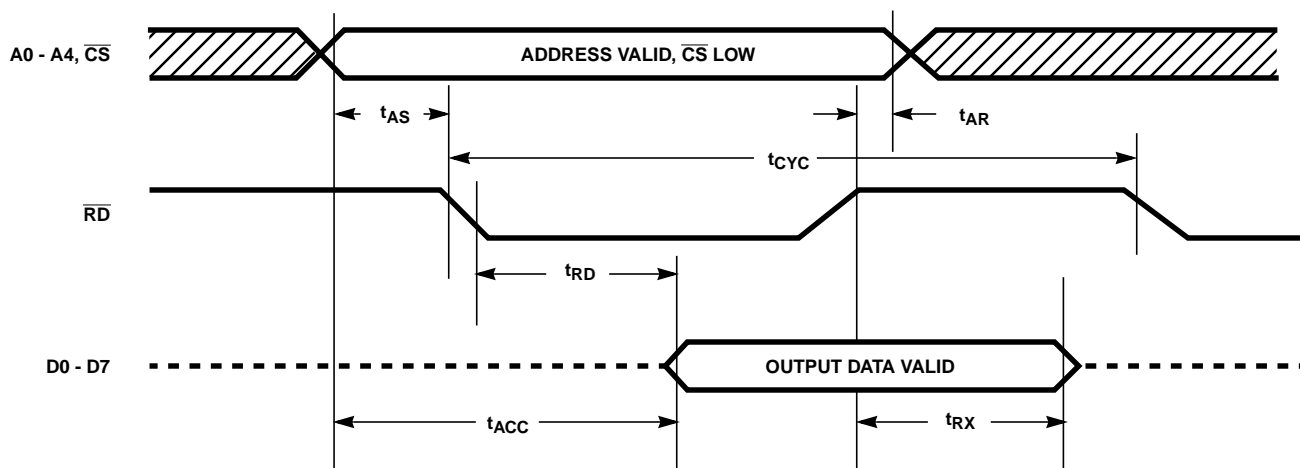 A0 - A4, CS
ADDRESS VALID, CS LOW
tAS
tAR
tCYC
RD
tRD
D0 - D7
OUTPUT DATA VALID
tACC
tRX